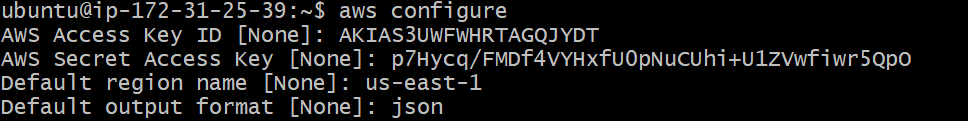 ubuntu@ip-172-31-25-39:~$ aws configure
AWS Access Key ID [None]: AKIAS3UWFWHRTAGQJYDT
AWS Secret Access Key [None]: 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
Default region name [None]: us-east-1
Default output format [None]: json